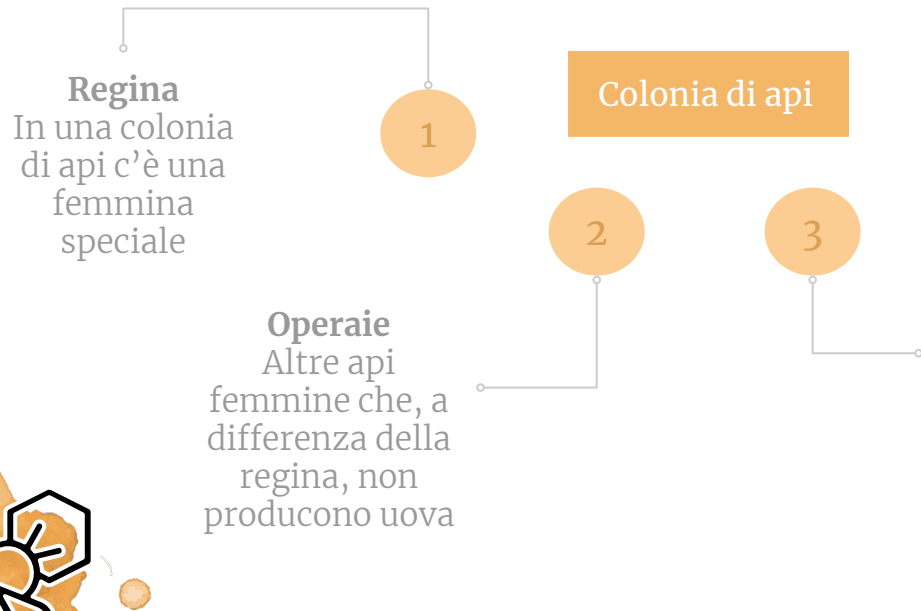 Colonia di api
1
Regina
In una colonia
di api c’è una
femmina
speciale
2
3
Operaie
Altre api
femmine che, a
differenza della
regina, non
producono uova